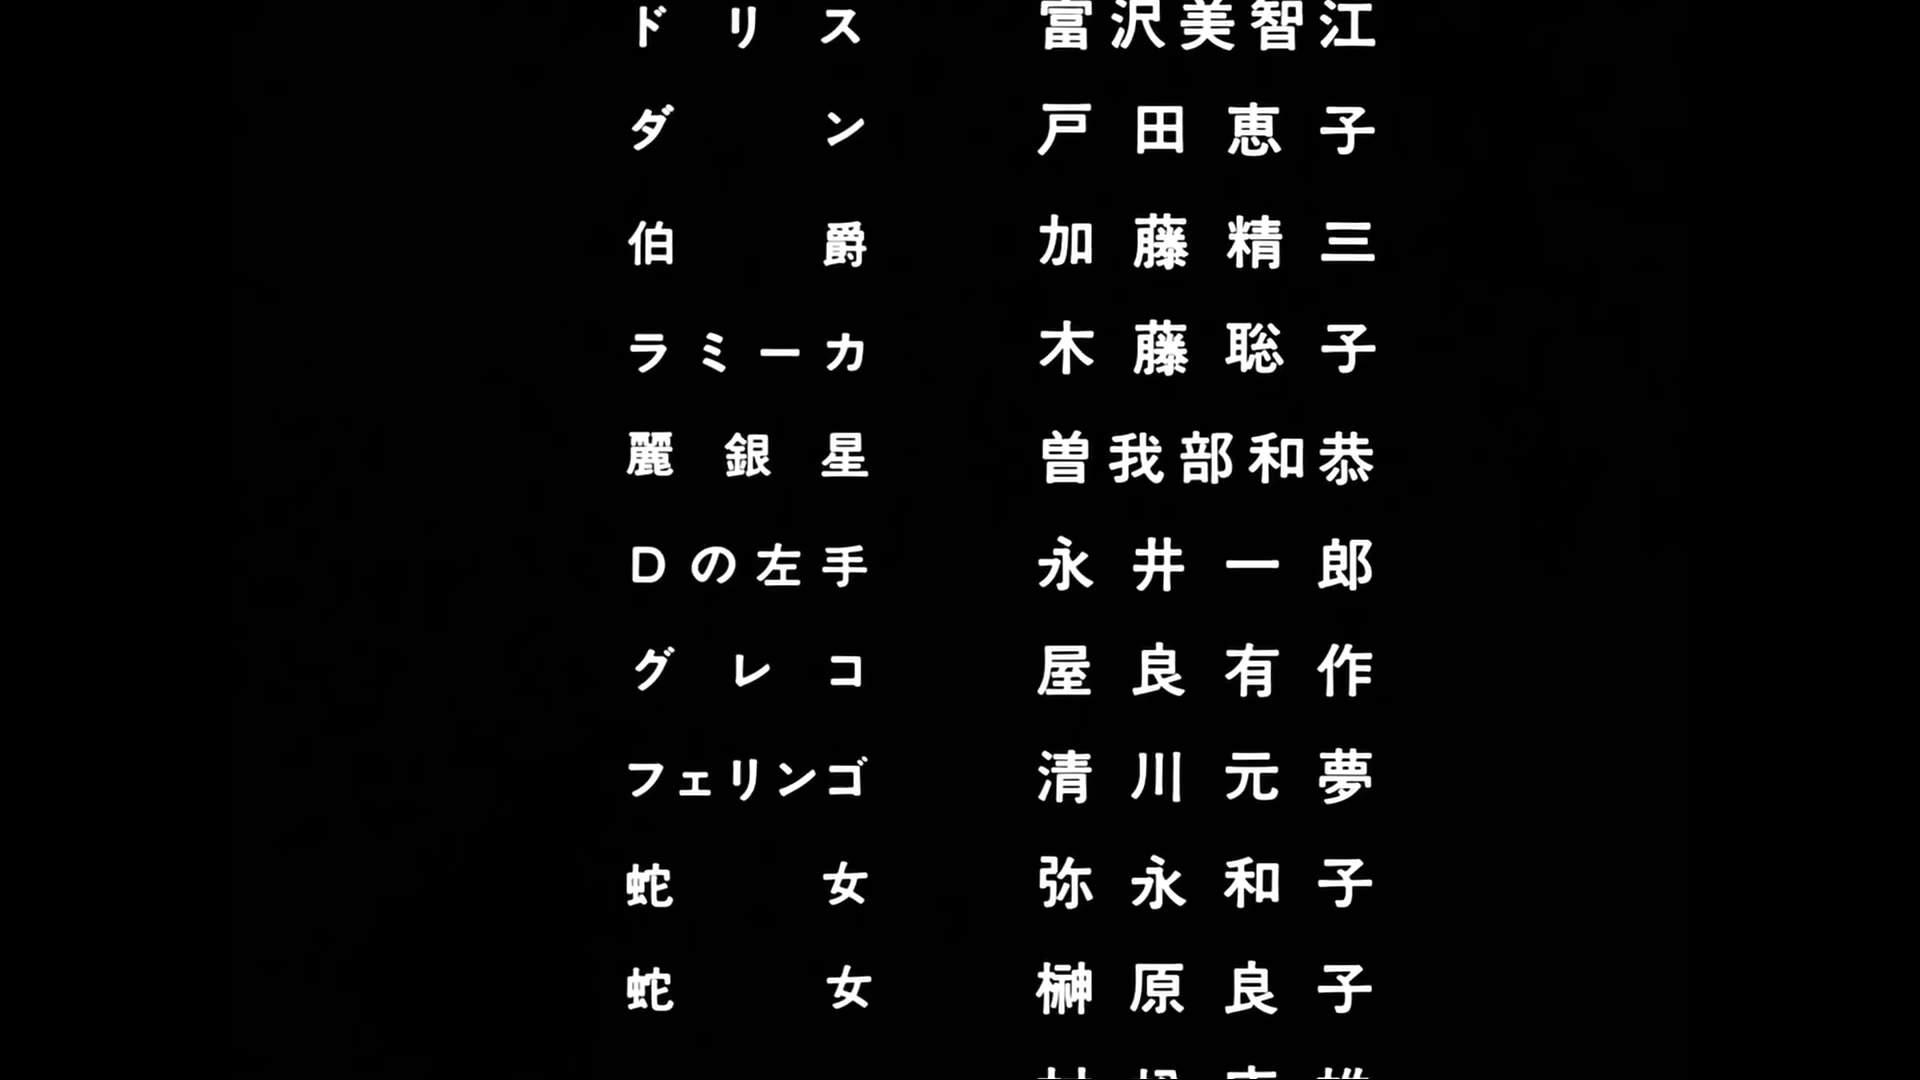 ドリス 富沢美智江
ダン 戸田恵子
伯爵 加藤精三
ラミーカ 木藤聡子
麗銀星 曽我部和恭
Dの左手 永井一郎
グレコ 屋良有作
フェリンゴ 清川元夢
蛇女 弥永和子
蛇女 榊原良子